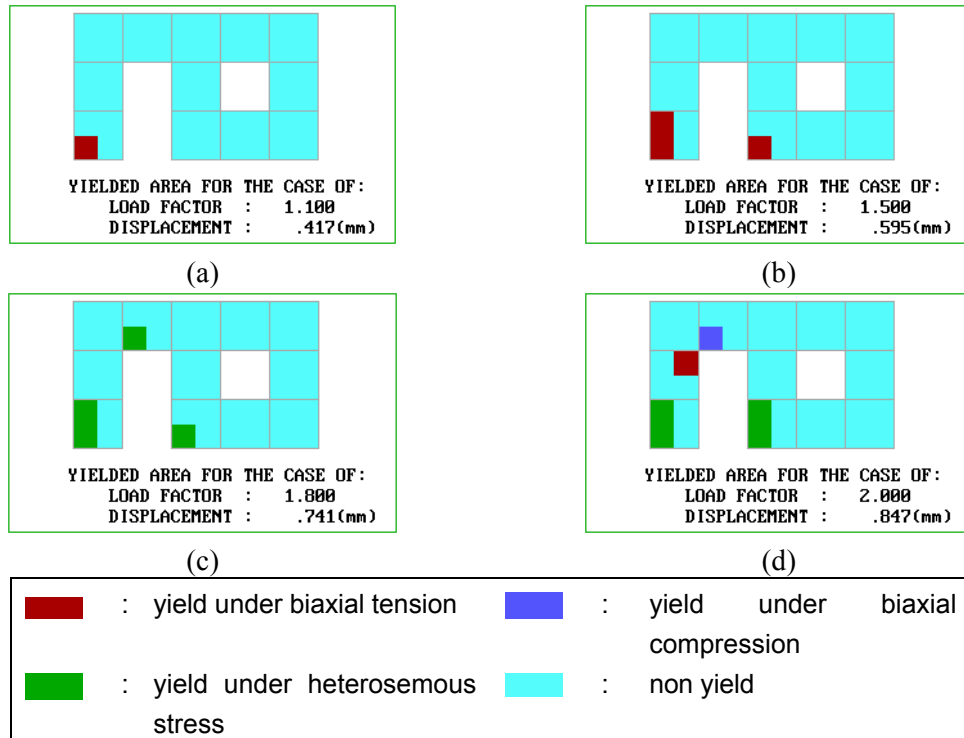 YIELDED AREA FOR THE CASE OF:
LOAD FACTOR : 1.100
DISPLACEMENT : .417(mm)
(a)
YIELDED AREA FOR THE CASE OF:
LOAD FACTOR : 1.500
DISPLACEMENT : .595(mm)
(b)
YIELDED AREA FOR THE CASE OF:
LOAD FACTOR : 1.800
DISPLACEMENT : .741(mm)
(c)
YIELDED AREA FOR THE CASE OF:
LOAD FACTOR : 2.000
DISPLACEMENT : .847(mm)
(d)
: yield under biaxial tension
: yield under biaxial
compression
: yield under heterosemous
stress
: non yield